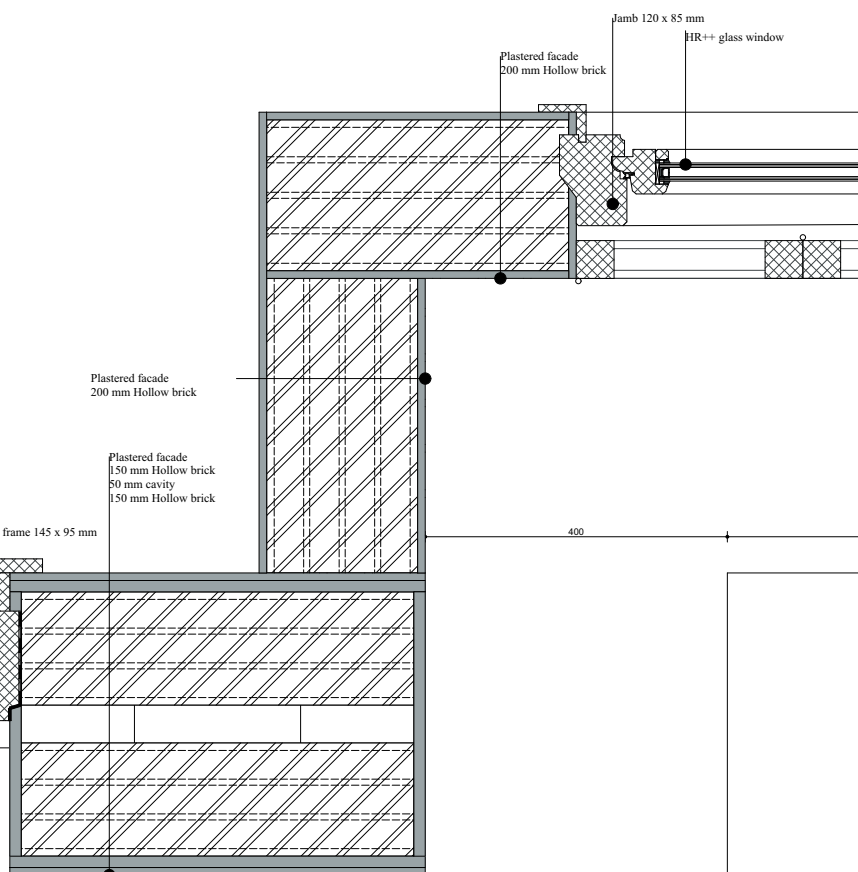 Jamb 120 x 85 mm
HR++ glass window
Plastered facade
200 mm Hollow brick
Plastered facade
200 mm Hollow brick
Plastered facade
150 mm Hollow brick
50 mm cavity
150 mm Hollow brick
frame 145 x 95 mm
400